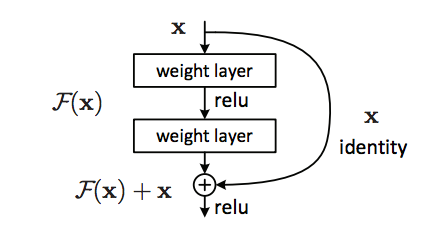 x
weight layer
relu
F(x)
x
weight layer
identity
F(x) + x
relu